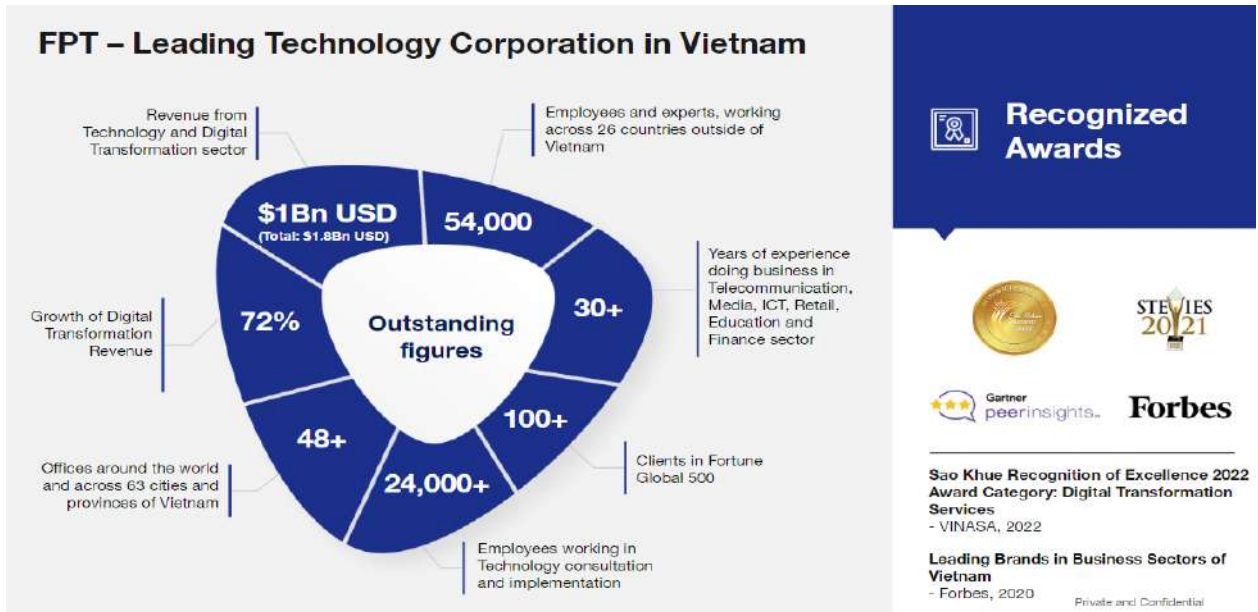 FPT – Leading Technology Corporation in Vietnam
Revenue from
Technology and Digital
Transformation sector
Employees and experts, working
across 26 countries outside of
Vietnam
$1Bn USD
(Total: $1.8Bn USD)
54,000
Years of experience
doing business in
Telecommunication,
Media, ICT, Retail,
Education and
Finance sector
30+
Growth of Digital
Transformation
Revenue
72%
Outstanding
figures
100+
Clients in Fortune
Global 500
48+
Offices around the world
and across 63 cities and
provinces of Vietnam
24,000+
Employees working in
Technology consultation
and implementation
Recognized
Awards
STEVIES
2021
Gartner
peerinsights™
Forbes
Sao Khue Recognition of Excellence 2022
Award Category: Digital Transformation
Services
- VINASA, 2022
Leading Brands in Business Sectors of
Vietnam
- Forbes, 2020
Private and Confidential